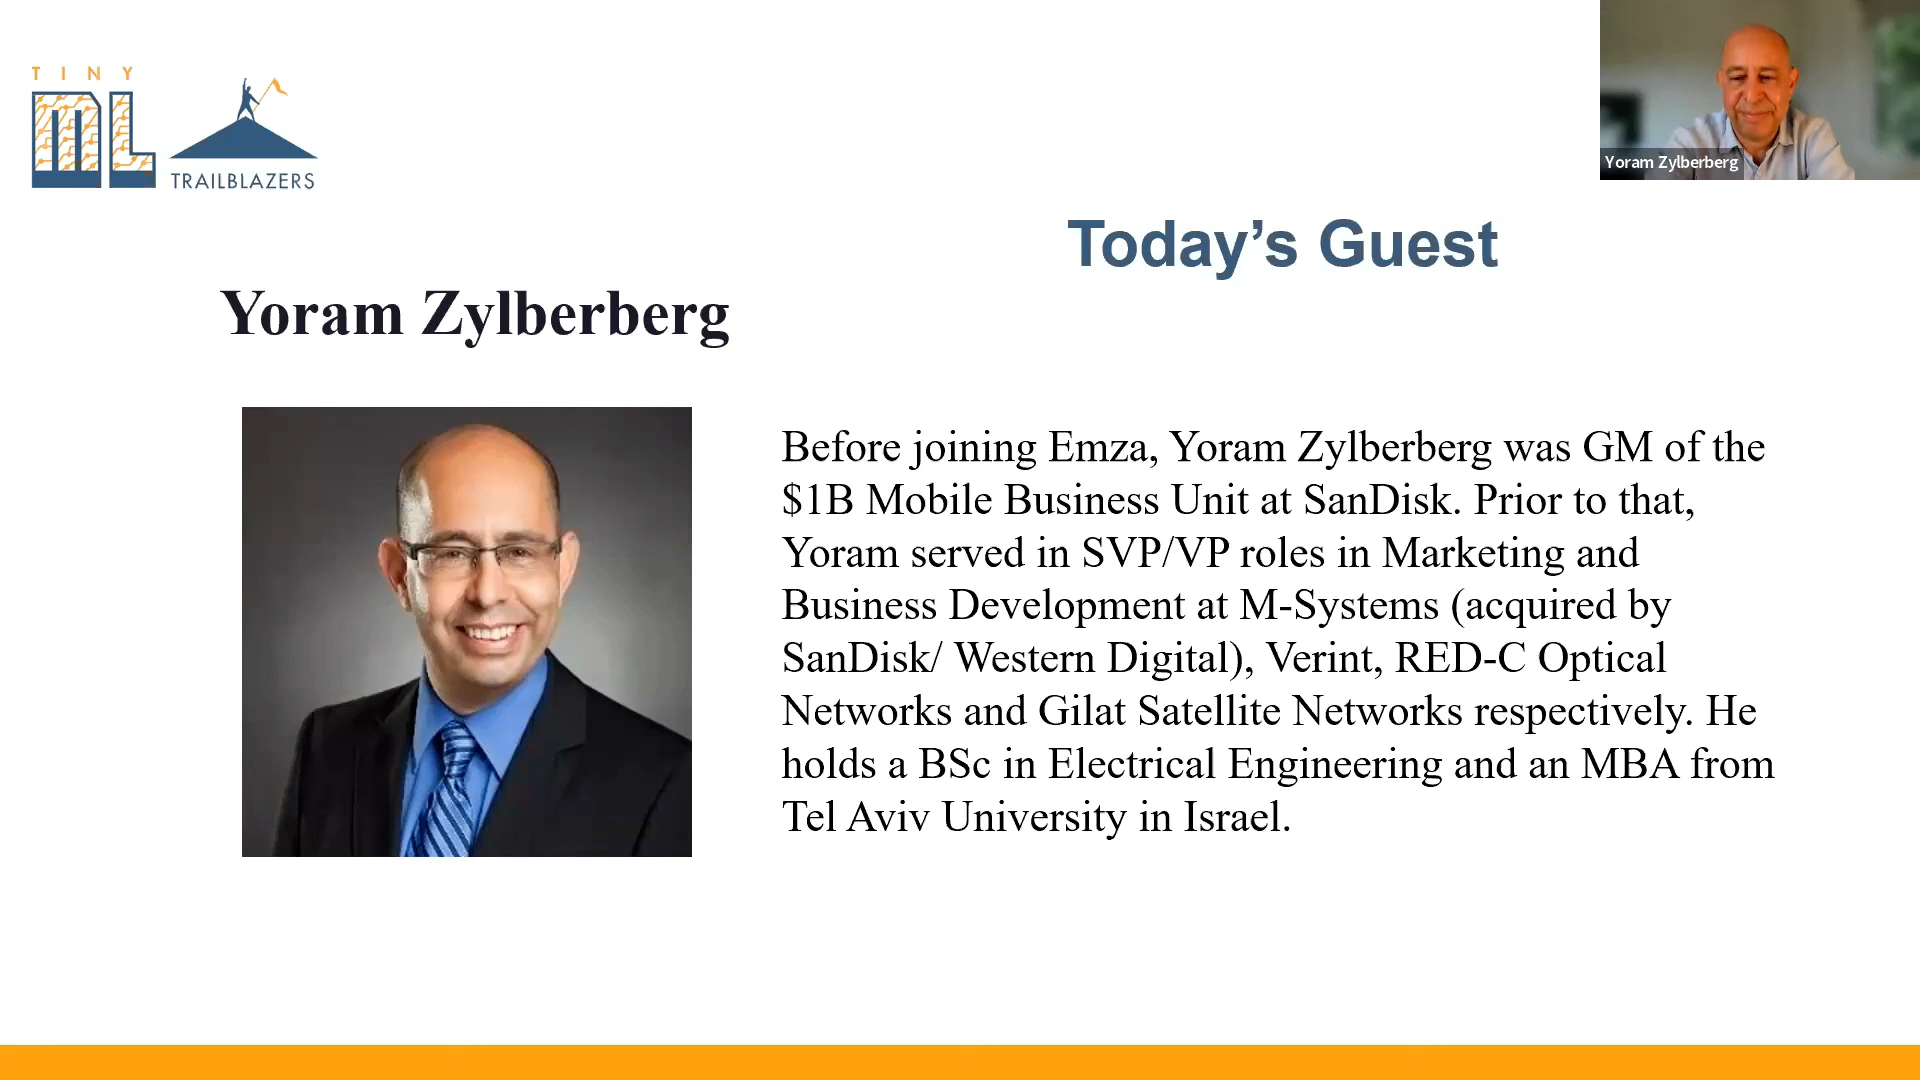 TINY
ML
TRAILBLAZERS
Yoram Zylberberg
Today’s Guest
Yoram Zylberberg
Before joining Emza, Yoram Zylberberg was GM of the
$1B Mobile Business Unit at SanDisk. Prior to that,
Yoram served in SVP/VP roles in Marketing and
Business Development at M-Systems (acquired by
SanDisk/ Western Digital), Verint, RED-C Optical
Networks and Gilat Satellite Networks respectively. He
holds a BSc in Electrical Engineering and an MBA from
Tel Aviv University in Israel.